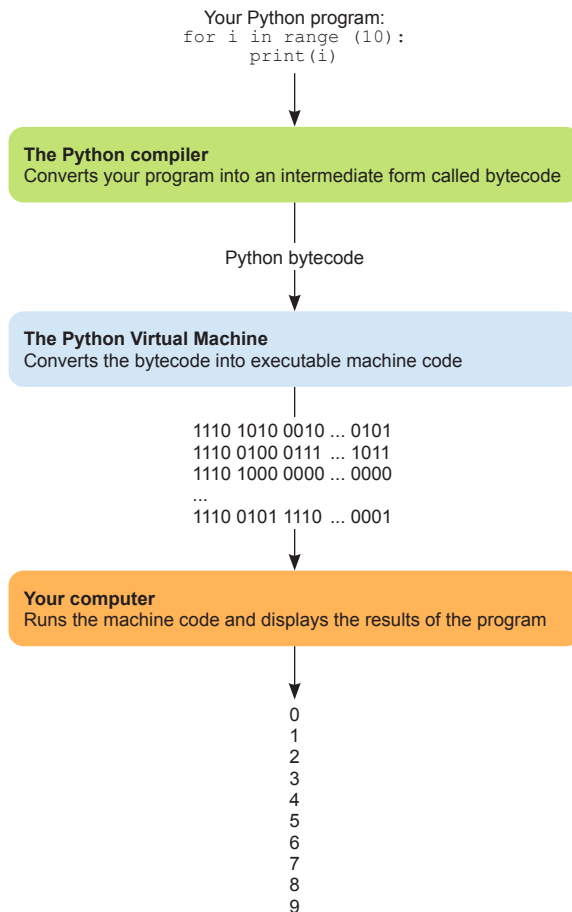 Your Python program:
for i in range (10):
print(i)
The Python compiler
Converts your program into an intermediate form called bytecode
Python bytecode
The Python Virtual Machine
Converts the bytecode into executable machine code
1110 1010 0010 ... 0101
1110 0100 0111 ... 1011
1110 1000 0000 ... 0000
...
1110 0101 1110 ... 0001
Your computer
Runs the machine code and displays the results of the program
0
1
2
3
4
5
6
7
8
9